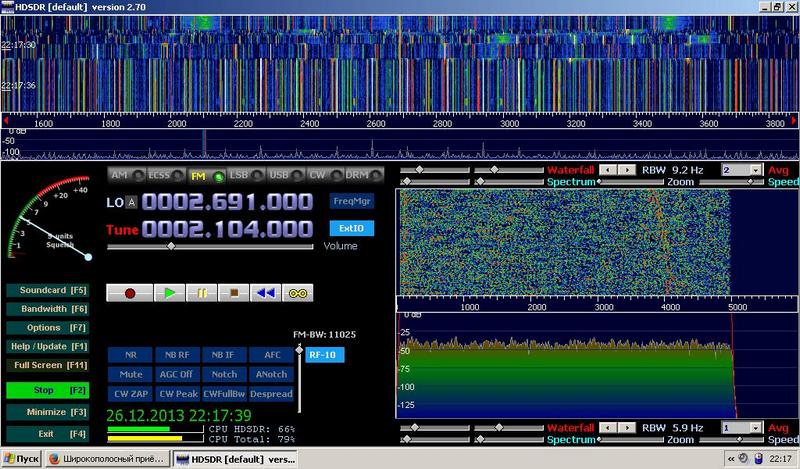 HDSDR [default] version 2.70
22:17:30
22:17:36
1600 1800 2000 2200 2400 2600 2800 3000 3200 3400 3600 3800
0 dB
-50
-100
AM ECSS FM LSB USB CW DRM
Waterfall RBW 9.2 Hz 2 Avg
Spectrum Zoom Speed
+20 +40
9
7
5
3
1
S-units
Squelch
LO A 0002.691.000 FreqMgr
Tune 0002.104.000 ExtIO
Volume
Soundcard [F5]
Bandwidth [F6]
Options [F7]
Help / Update [F1]
Full Screen [F11]
Stop [F2]
Minimize [F3]
Exit [F4]
FM-BW: 11025
NR NB RF NB IF AFC RF-10
Mute AGC Off Notch ANotch
CW ZAP CW Peak CWFullBw Despread
26.12.2013 22:17:39
CPU HDSDR: 66%
CPU Total: 79%
1000 2000 3000 4000 5000
0 dB
-25
-50
-75
-100
-125
Waterfall RBW 5.9 Hz 1 Avg
Spectrum Zoom Speed
Пуск Широкополосный приё... HDSDR [default] vers... 22:17